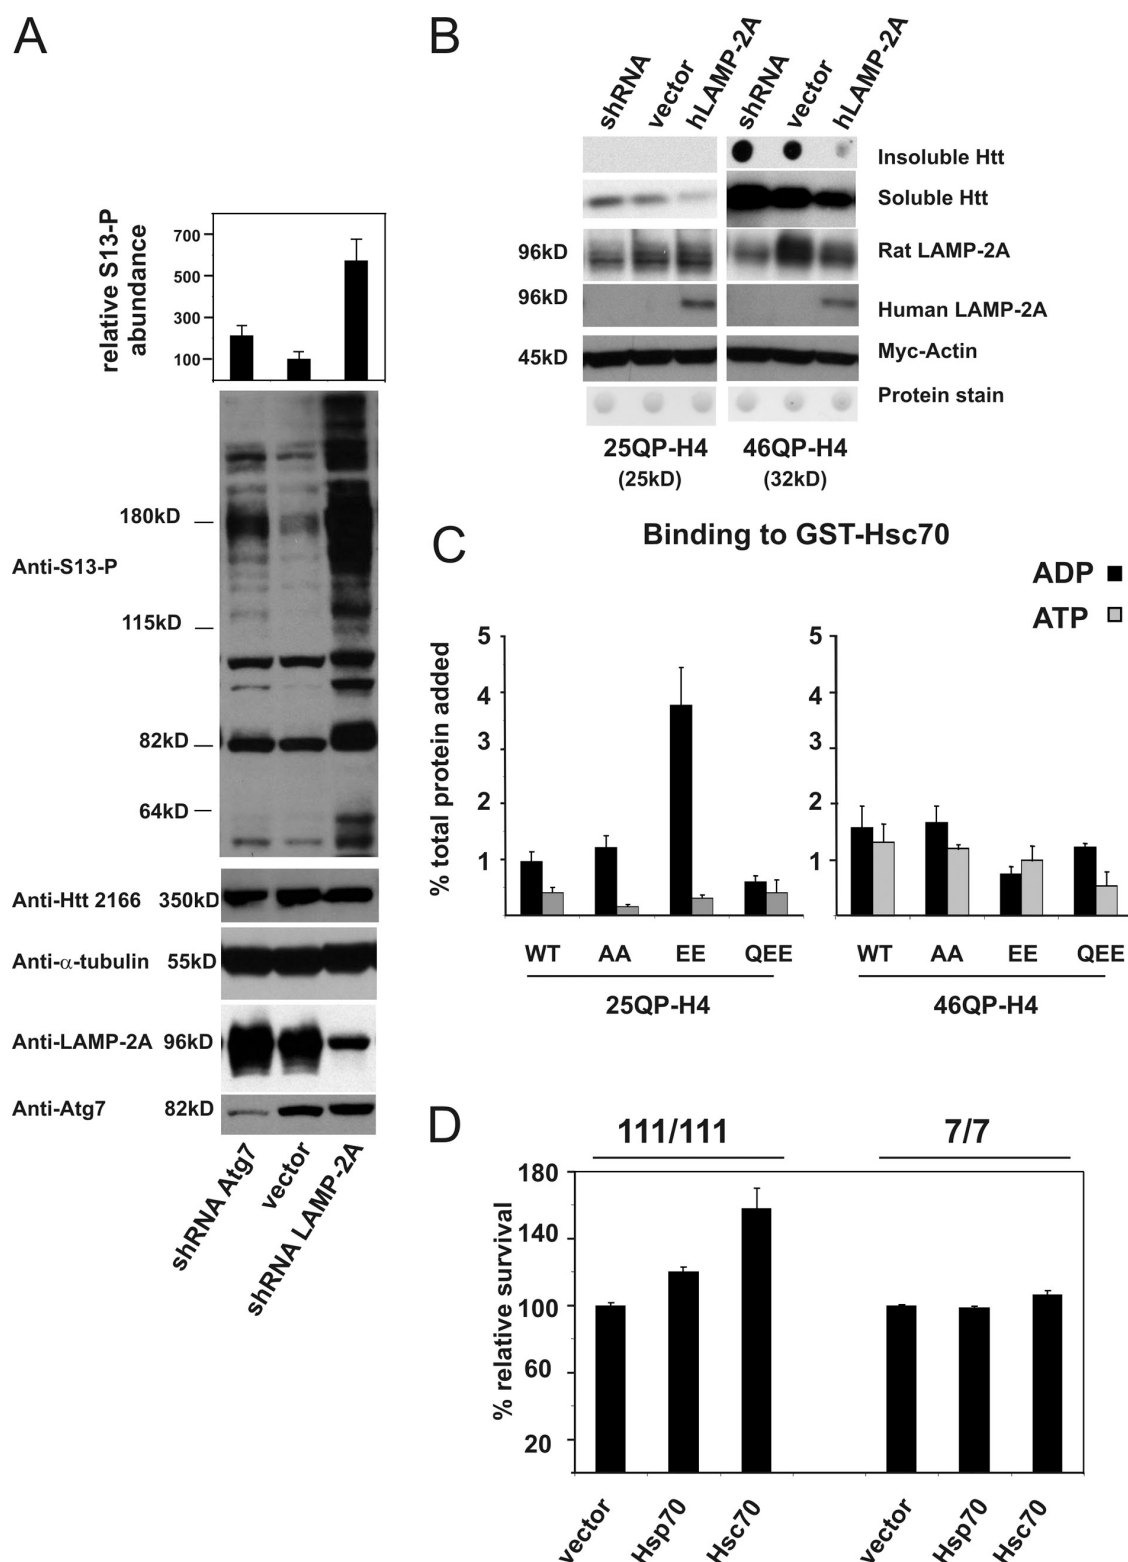 A
relative S13-P
abundance
700
500
300
100
180kD
Anti-S13-P
115kD
82kD
64kD
Anti-Htt 2166 350kD
Anti-α-tubulin 55kD
Anti-LAMP-2A 96kD
Anti-Atg7 82kD
shRNA Atg7
vector
shRNA LAMP-2A
B
shRNA
vector
hLAMP-2A
shRNA
vector
hLAMP-2A
Insoluble Htt
Soluble Htt
96kD
Rat LAMP-2A
96kD
Human LAMP-2A
45kD
Myc-Actin
Protein stain
25QP-H4
(25kD)
46QP-H4
(32kD)
C
Binding to GST-Hsc70
ADP
ATP
% total protein added
5
4
3
2
1
WT AA EE QEE
25QP-H4
5
4
3
2
1
WT AA EE QEE
46QP-H4
D
111/111
7/7
% relative survival
180
140
100
60
20
vector
Hsp70
Hsc70
vector
Hsp70
Hsc70